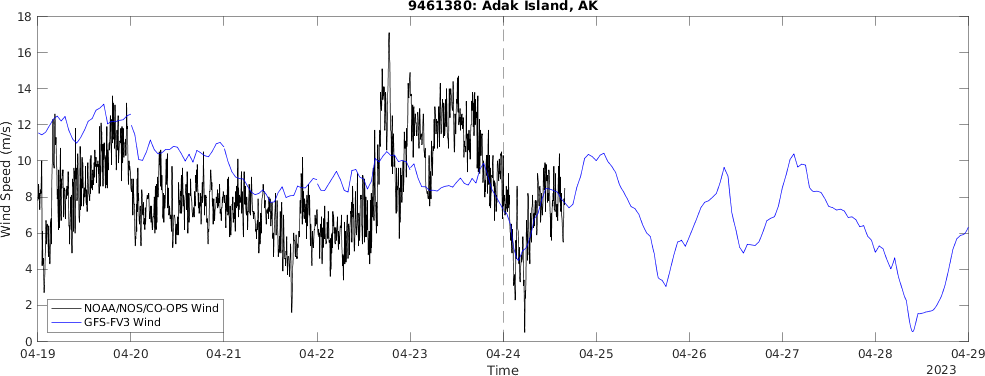 9461380: Adak Island, AK
18
16
14
12
10
8
6
4
2
0
Wind Speed (m/s)
NOAA/NOS/CO-OPS Wind
GFS-FV3 Wind
04-19 04-20 04-21 04-22 04-23 04-24 04-25 04-26 04-27 04-28 04-29
Time
2023